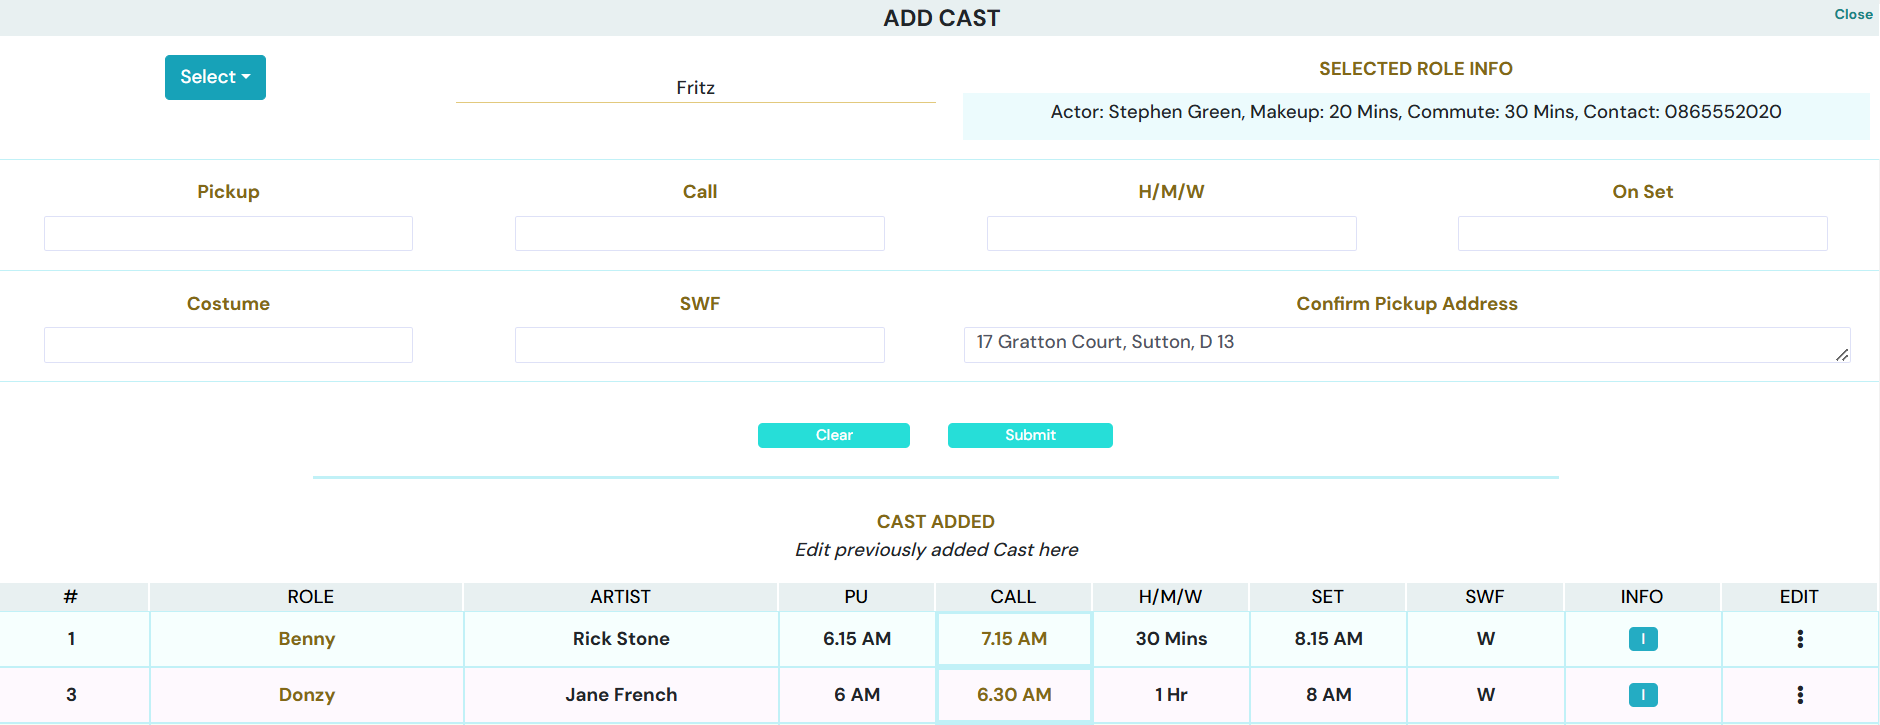 ADD CAST
Close
Select
Fritz
SELECTED ROLE INFO
Actor: Stephen Green, Makeup: 20 Mins, Commute: 30 Mins, Contact: 0865552020
Pickup Call H/M/W On Set
Costume SWF Confirm Pickup Address
17 Gratton Court, Sutton, D 13
Clear Submit
CAST ADDED
Edit previously added Cast here
# ROLE ARTIST PU CALL H/M/W SET SWF INFO EDIT
1 Benny Rick Stone 6.15 AM 7.15 AM 30 Mins 8.15 AM W I
3 Donzy Jane French 6 AM 6.30 AM 1 Hr 8 AM W I